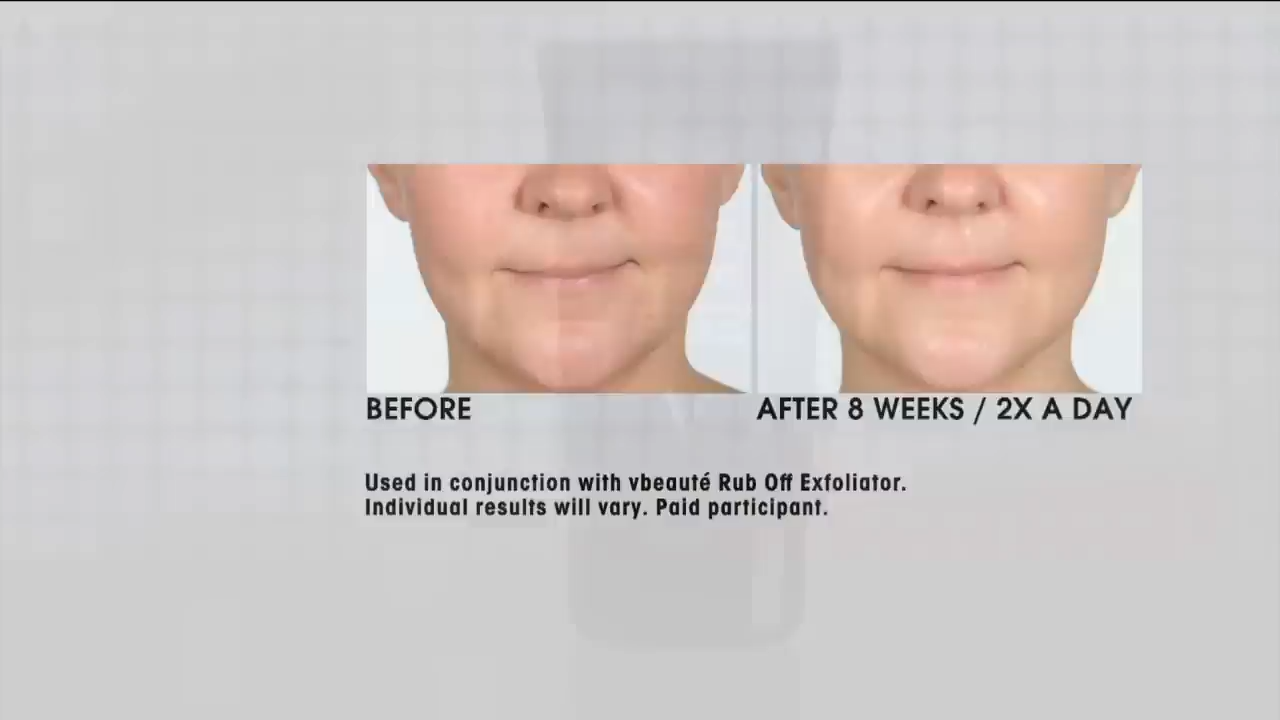 BEFORE
AFTER 8 WEEKS / 2X A DAY
Used in conjunction with vbeauté Rub Off Exfoliator.
Individual results will vary. Paid participant.